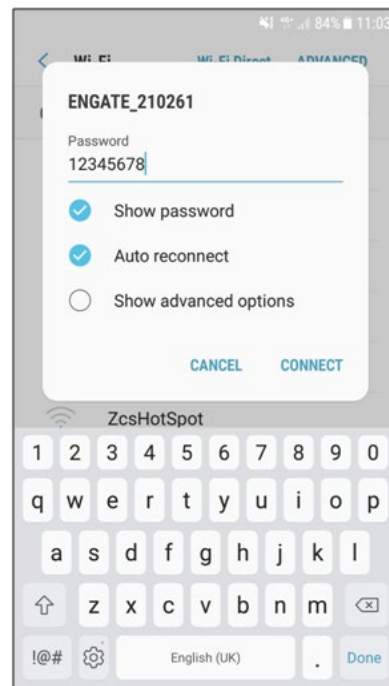 4G+ 84% 11:03
Wi-Fi Wi-Fi Direct ADVANCED
ENGATE_210261
Password
12345678
Show password
Auto reconnect
Show advanced options
CANCEL CONNECT
ZcsHotSpot
1 2 3 4 5 6 7 8 9 0
q w e r t y u i o p
a s d f g h j k l
z x c v b n m
!@# English (UK) . Done